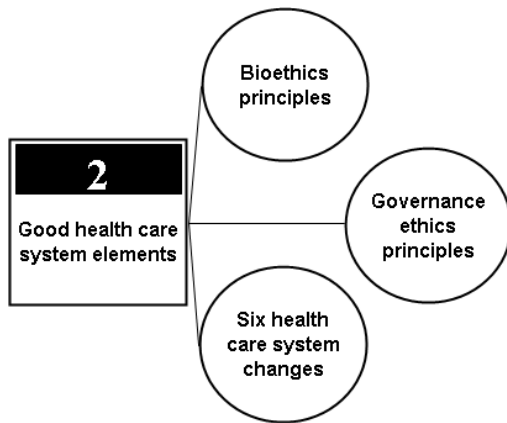 Bioethics
principles
2
Good health care
system elements
Governance
ethics
principles
Six health
care system
changes